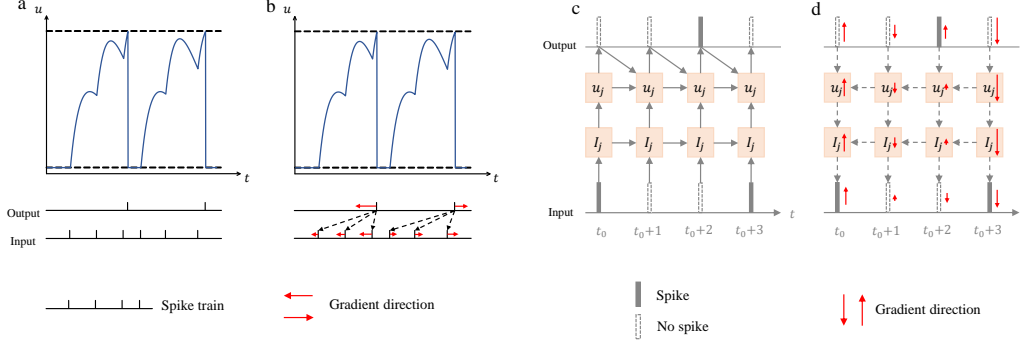 a
u
t
Output
Input
Spike train
b
u
t
Gradient direction
c
Output
u_j u_j u_j u_j
I_j I_j I_j I_j
Input
t
t_0 t_0+1 t_0+2 t_0+3
Spike
No spike
d
u_j u_j u_j u_j
I_j I_j I_j I_j
t_0 t_0+1 t_0+2 t_0+3
Gradient direction